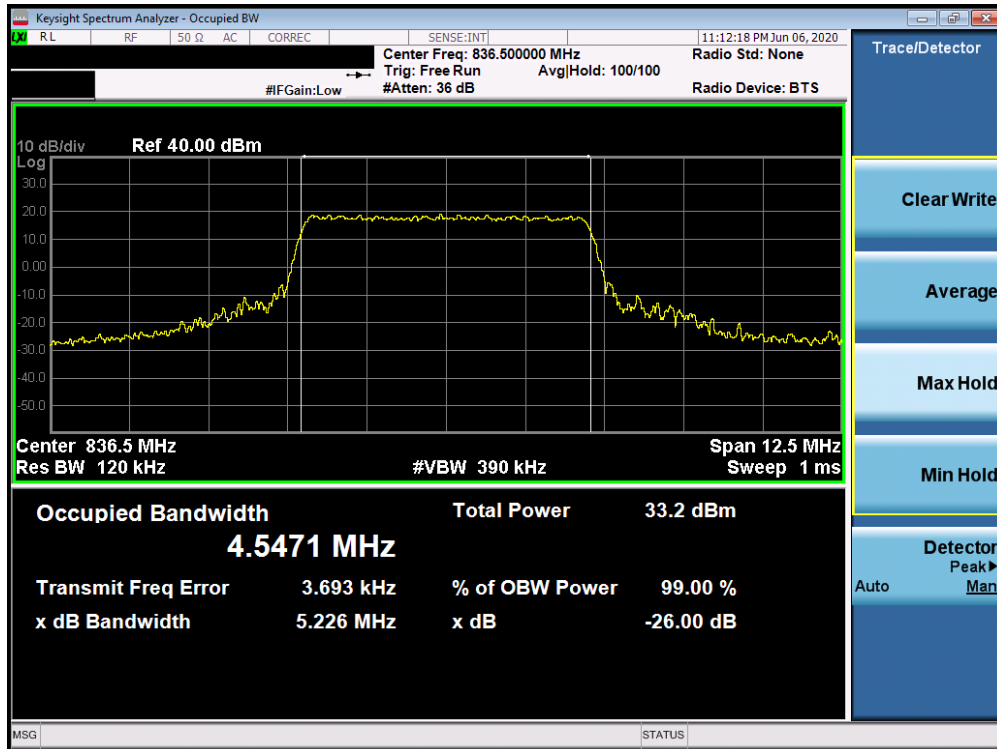 Keysight Spectrum Analyzer - Occupied BW
LXI RL RF 50 Ω AC CORREC SENSE:INT 11:12:18 PM Jun 06, 2020
Center Freq: 836.500000 MHz Radio Std: None
Trig: Free Run Avg|Hold: 100/100
#IFGain:Low #Atten: 36 dB Radio Device: BTS
Trace/Detector
10 dB/div Ref 40.00 dBm
Log
30.0
20.0
10.0
0.00
-10.0
-20.0
-30.0
-40.0
-50.0
Center 836.5 MHz Span 12.5 MHz
Res BW 120 kHz #VBW 390 kHz Sweep 1 ms
Occupied Bandwidth Total Power 33.2 dBm
4.5471 MHz
Transmit Freq Error 3.693 kHz % of OBW Power 99.00 %
x dB Bandwidth 5.226 MHz x dB -26.00 dB
Clear Write
Average
Max Hold
Min Hold
Detector
Peak▶
Auto Man
MSG STATUS